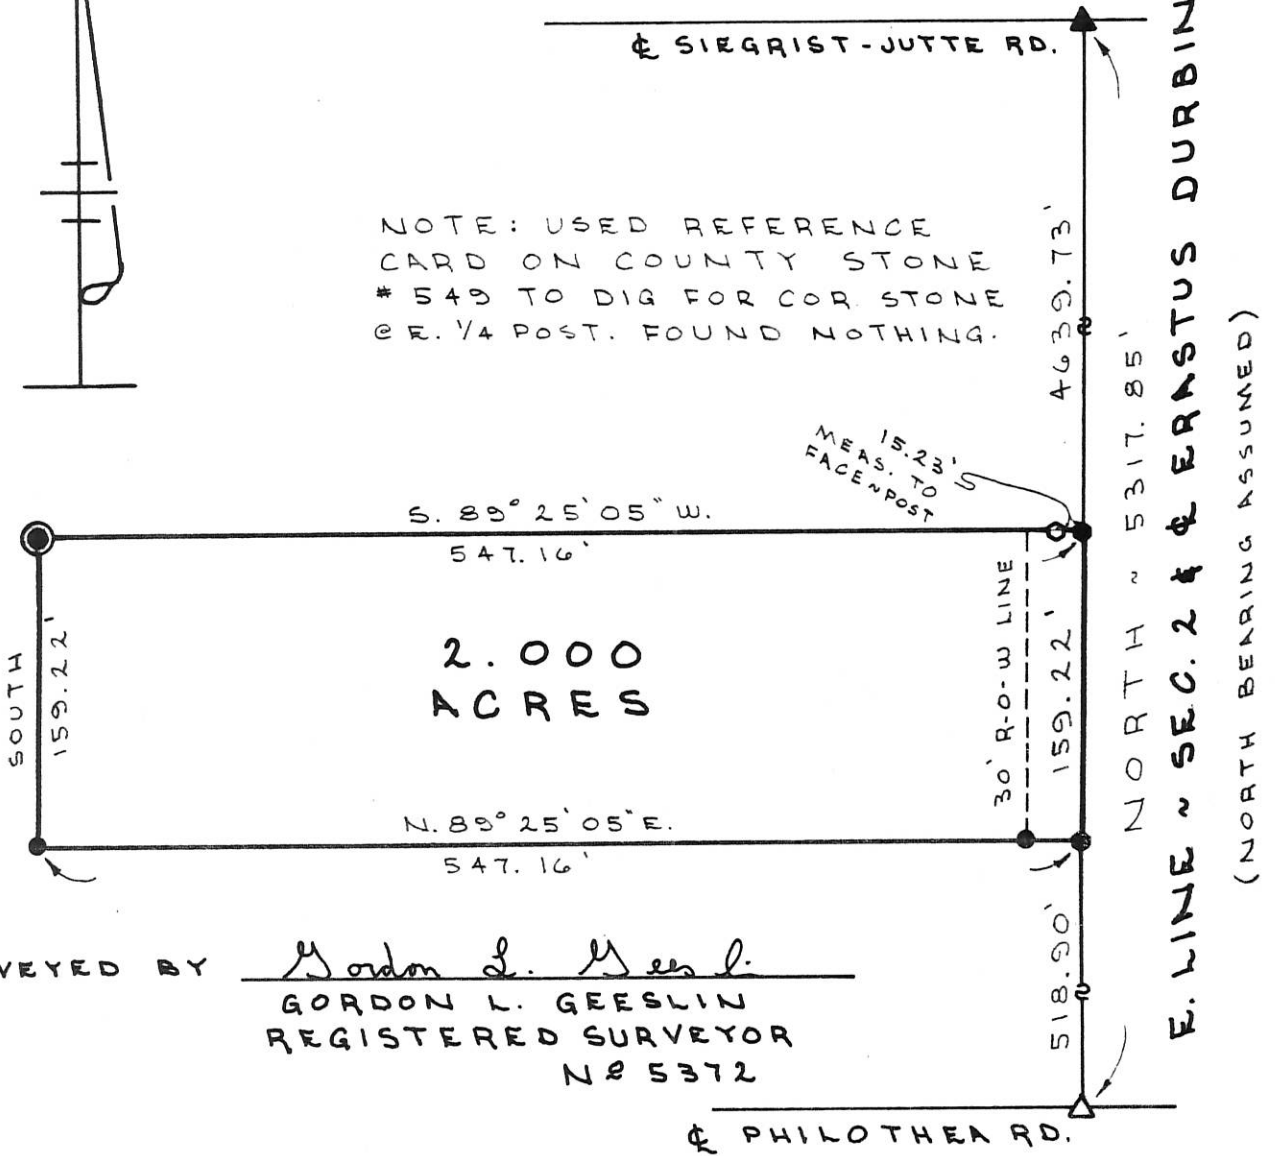 ℄ SIEGRIST-JUTTE RD.
NOTE: USED REFERENCE
CARD ON COUNTY STONE
# 549 TO DIG FOR COR. STONE
@ E. 1/4 POST. FOUND NOTHING.
4639.73'
15.23'
MEAS. TO
FACE~POST
S. 89° 25' 05" W.
547.16'
SOUTH
159.22'
2.000
ACRES
30' R-O-W LINE
159.22'
NORTH ~ 5317.85'
E. LINE ~ SEC. 2 & ℄ ERASTUS DURBIN
(NORTH BEARING ASSUMED)
N. 89° 25' 05" E.
547.16'
518.90'
VEYED BY Gordon L. Geeslin
GORDON L. GEESLIN
REGISTERED SURVEYOR
Nº 5372
℄ PHILOTHEA RD.